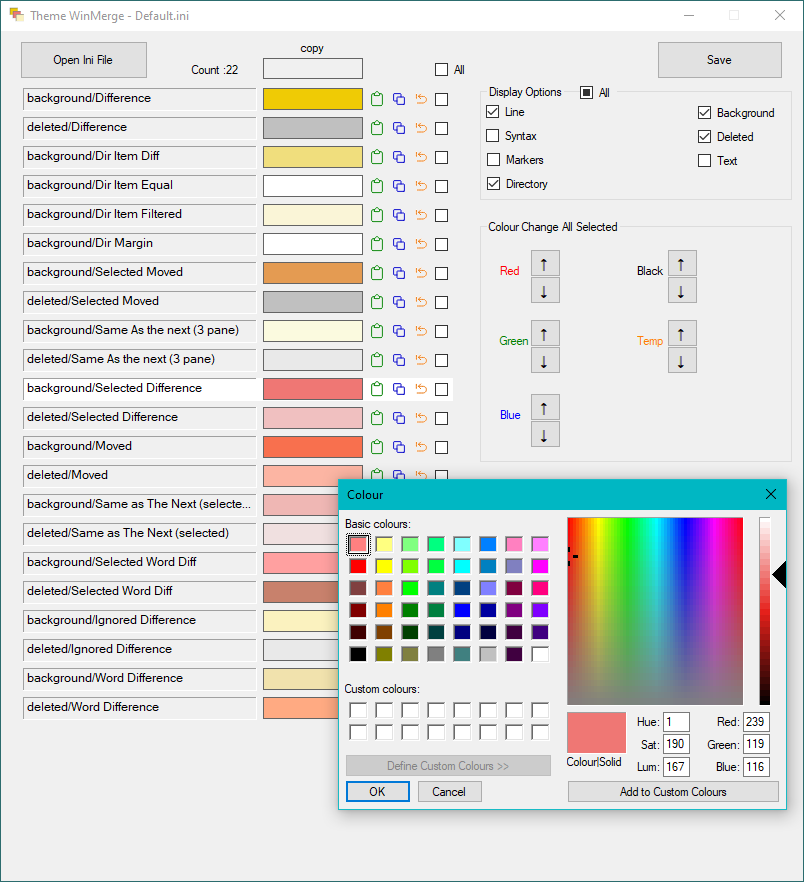 Theme WinMerge - Default.ini
Open Ini File
Count :22
copy
All
Save
background/Difference
deleted/Difference
background/Dir Item Diff
background/Dir Item Equal
background/Dir Item Filtered
background/Dir Margin
background/Selected Moved
deleted/Selected Moved
background/Same As the next (3 pane)
deleted/Same As the next (3 pane)
background/Selected Difference
deleted/Selected Difference
background/Moved
deleted/Moved
background/Same as The Next (selecte...
deleted/Same as The Next (selected)
background/Selected Word Diff
deleted/Selected Word Diff
background/Ignored Difference
deleted/Ignored Difference
background/Word Difference
deleted/Word Difference
Display Options
All
Line
Syntax
Markers
Directory
Background
Deleted
Text
Colour Change All Selected
Red
Black
Green
Temp
Blue
Colour
Basic colours:
Custom colours:
Define Custom Colours >>
OK
Cancel
Colour|Solid
Hue: 1
Sat: 190
Lum: 167
Red: 239
Green: 119
Blue: 116
Add to Custom Colours